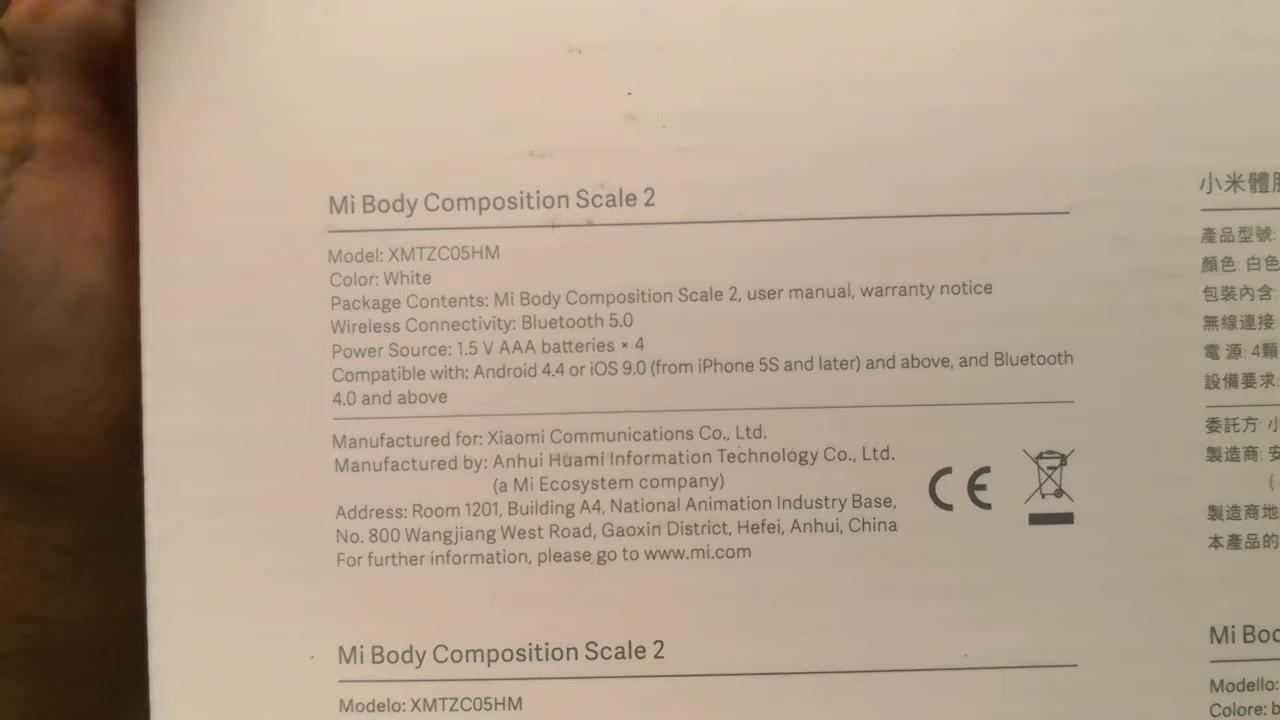 Mi Body Composition Scale 2
Model: XMTZC05HM
Color: White
Package Contents: Mi Body Composition Scale 2, user manual, warranty notice
Wireless Connectivity: Bluetooth 5.0
Power Source: 1.5 V AAA batteries × 4
Compatible with: Android 4.4 or iOS 9.0 (from iPhone 5S and later) and above, and Bluetooth
4.0 and above
Manufactured for: Xiaomi Communications Co., Ltd.
Manufactured by: Anhui Huami Information Technology Co., Ltd.
(a Mi Ecosystem company)
Address: Room 1201, Building A4, National Animation Industry Base,
No. 800 Wangjiang West Road, Gaoxin District, Hefei, Anhui, China
For further information, please go to www.mi.com
CE
Mi Body Composition Scale 2
Modelo: XMTZC05HM
小米體
產品型號:
顏色: 白色
包裝內含
無線連接
電 源: 4顆
設備要求:
委託方: 小
製造商: 安
(
製造商地
本產品的
Mi
Modello:
Colore: